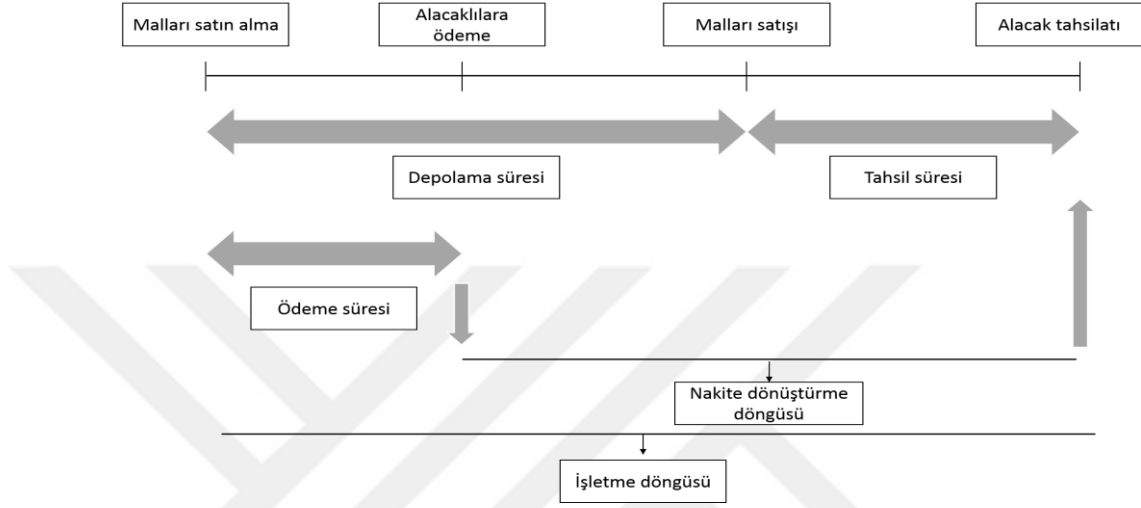 Malları satın alma
Alacaklılara
ödeme
Malları satışı
Alacak tahsilatı
Depolama süresi
Tahsil süresi
Ödeme süresi
Nakite dönüştürme
döngüsü
İşletme döngüsü